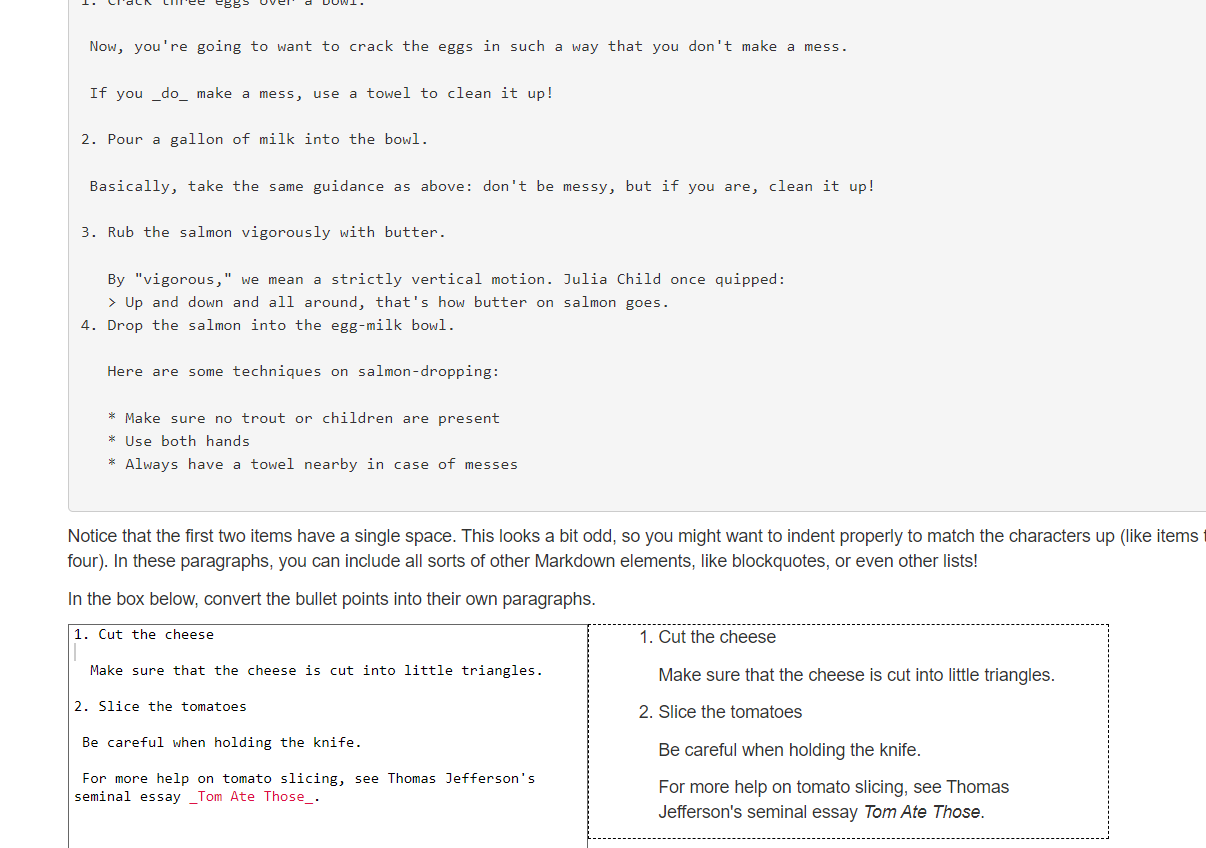 1. Crack three eggs over a bowl.
Now, you're going to want to crack the eggs in such a way that you don't make a mess.
If you _do_ make a mess, use a towel to clean it up!
2. Pour a gallon of milk into the bowl.
Basically, take the same guidance as above: don't be messy, but if you are, clean it up!
3. Rub the salmon vigorously with butter.
By "vigorous," we mean a strictly vertical motion. Julia Child once quipped:
> Up and down and all around, that's how butter on salmon goes.
4. Drop the salmon into the egg-milk bowl.
Here are some techniques on salmon-dropping:
* Make sure no trout or children are present
* Use both hands
* Always have a towel nearby in case of messes
Notice that the first two items have a single space. This looks a bit odd, so you might want to indent properly to match the characters up (like items
four). In these paragraphs, you can include all sorts of other Markdown elements, like blockquotes, or even other lists!
In the box below, convert the bullet points into their own paragraphs.
1. Cut the cheese
Make sure that the cheese is cut into little triangles.
2. Slice the tomatoes
Be careful when holding the knife.
For more help on tomato slicing, see Thomas Jefferson's
seminal essay _Tom Ate Those_.
1. Cut the cheese
Make sure that the cheese is cut into little triangles.
2. Slice the tomatoes
Be careful when holding the knife.
For more help on tomato slicing, see Thomas
Jefferson's seminal essay Tom Ate Those.